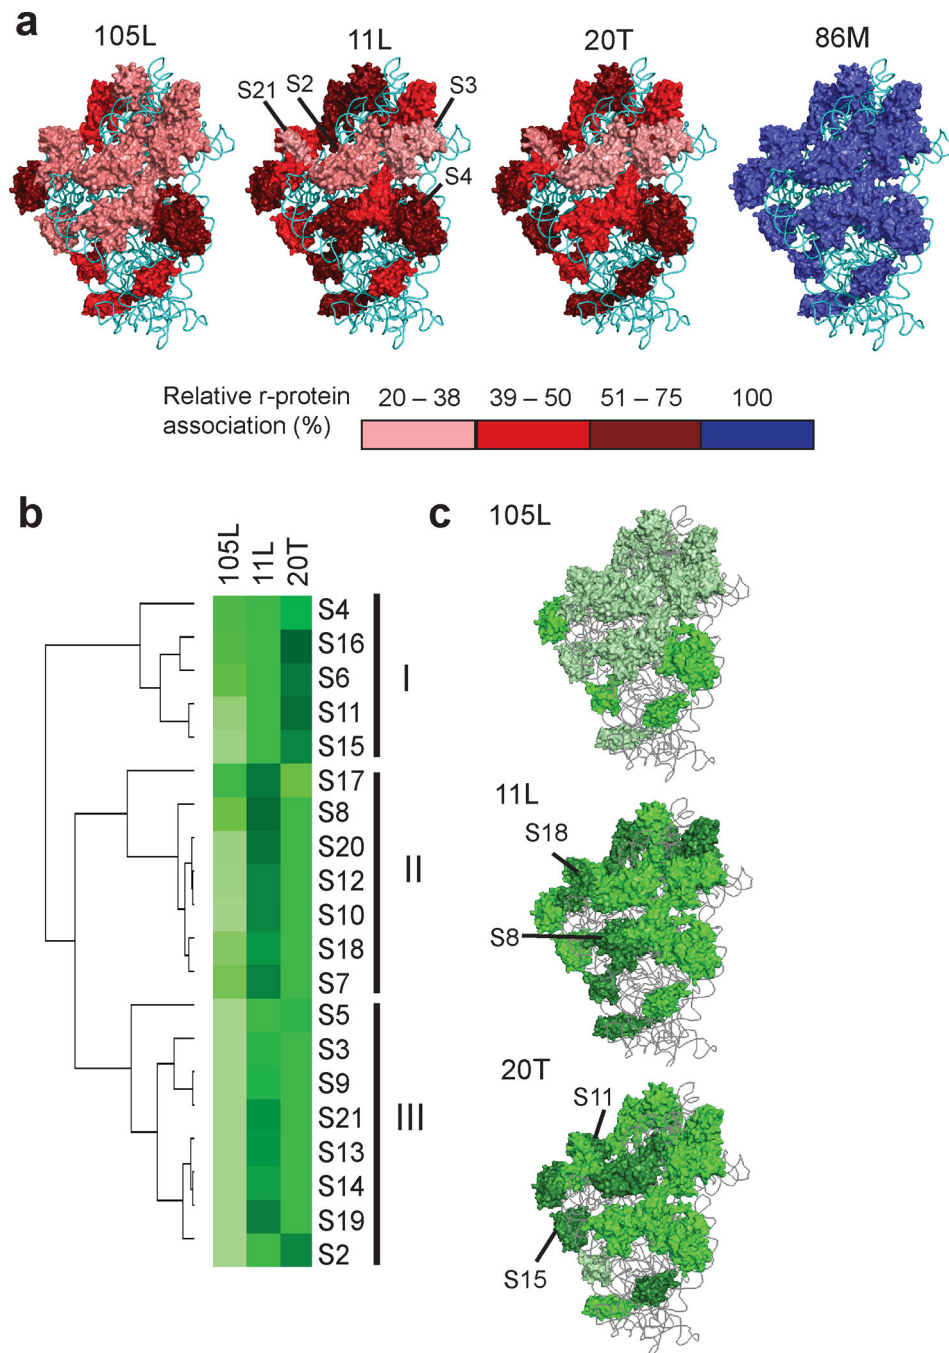 a
105L 11L 20T 86M
S21 S2 S3
S4
Relative r-protein association (%)
20 – 38 39 – 50 51 – 75 100
b
105L 11L 20T
S4
S16
S6
S11
S15
I
S17
S8
S20
S12
S10
S18
S7
II
S5
S3
S9
S21
S13
S14
S19
S2
III
c
105L
11L
S18
S8
20T
S11
S15